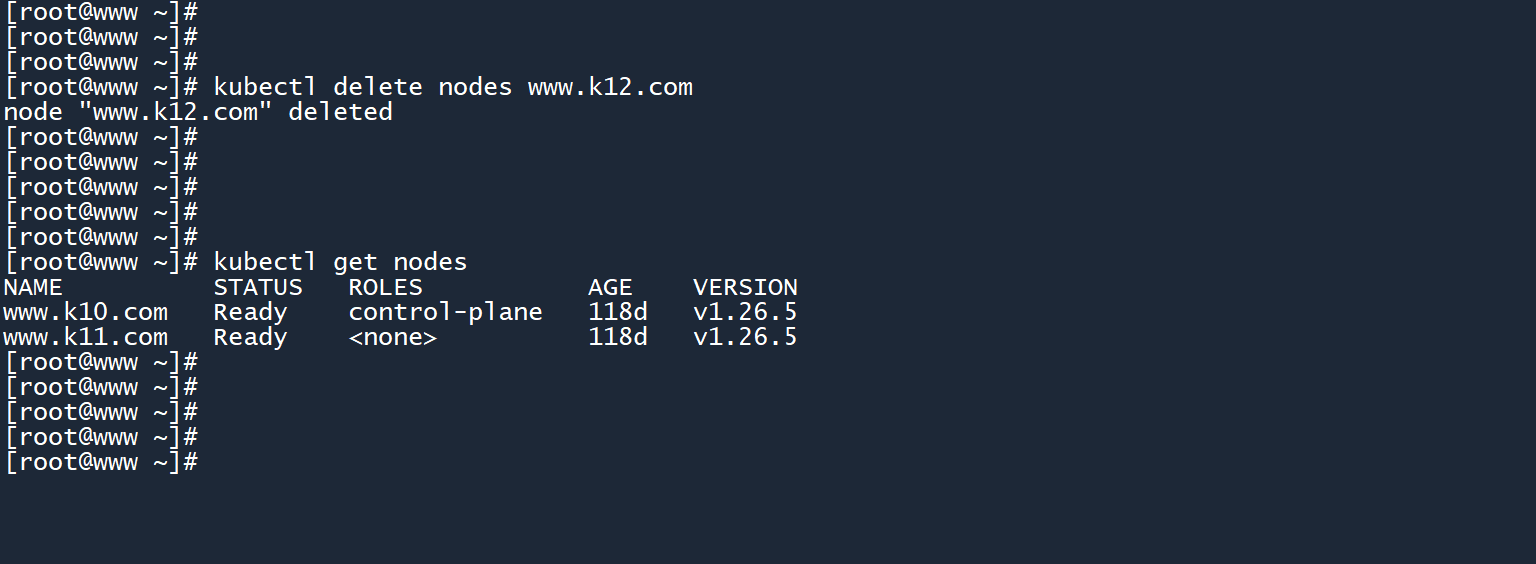 [root@www ~]#
[root@www ~]#
[root@www ~]#
[root@www ~]# kubectl delete nodes www.k12.com
node "www.k12.com" deleted
[root@www ~]#
[root@www ~]#
[root@www ~]#
[root@www ~]#
[root@www ~]#
[root@www ~]# kubectl get nodes
NAME          STATUS   ROLES           AGE    VERSION
www.k10.com   Ready    control-plane   118d   v1.26.5
www.k11.com   Ready    <none>          118d   v1.26.5
[root@www ~]#
[root@www ~]#
[root@www ~]#
[root@www ~]#
[root@www ~]#